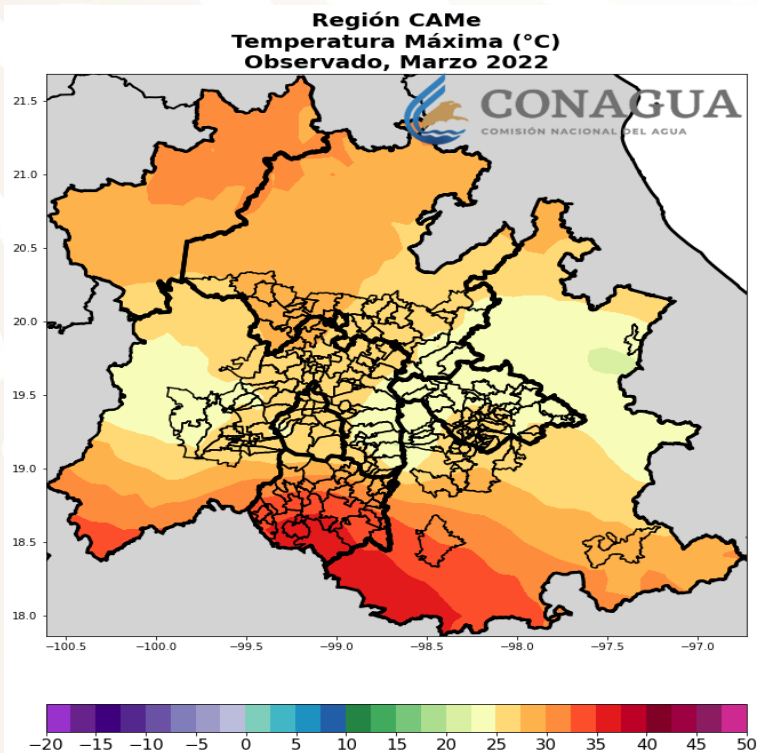 Región CAMe
Temperatura Máxima (°C)
Observado, Marzo 2022
CONAGUA
COMISIÓN NACIONAL DEL AGUA
21.5
21.0
20.5
20.0
19.5
19.0
18.5
18.0
−100.5 −100.0 −99.5 −99.0 −98.5 −98.0 −97.5 −97.0
−20 −15 −10 −5 0 5 10 15 20 25 30 35 40 45 50